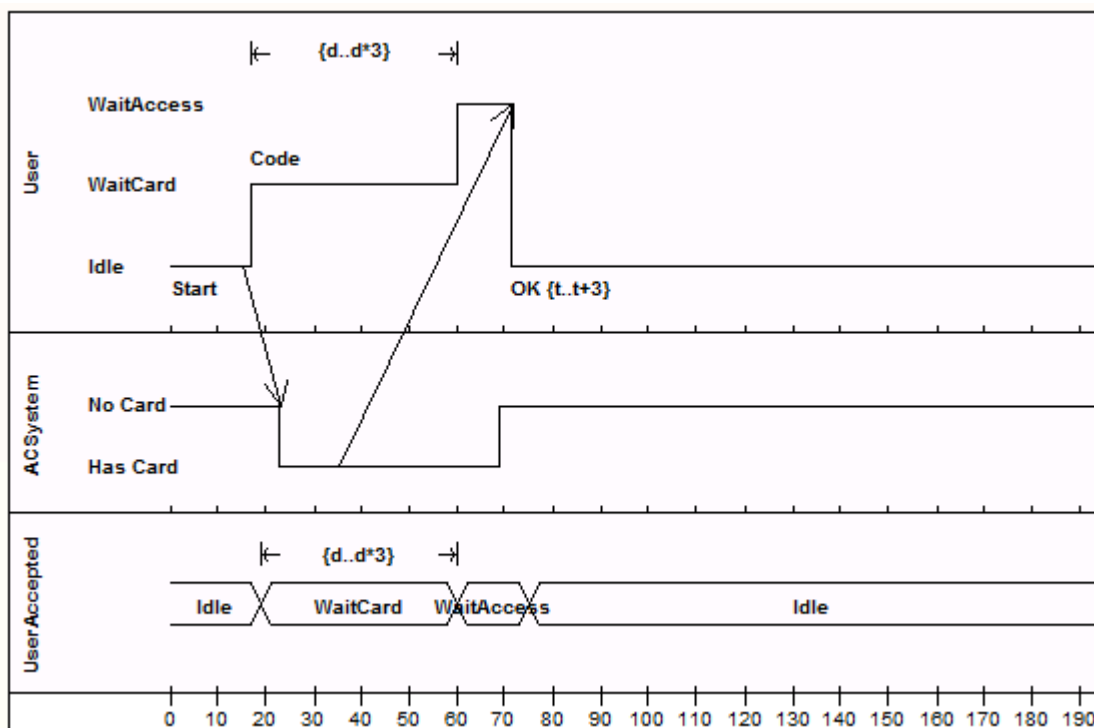 {d..d*3}
WaitAccess
Code
User
WaitCard
Idle
Start
OK {t..t+3}
No Card
ACSystem
Has Card
{d..d*3}
UserAccepted
Idle WaitCard WaitAccess Idle
0 10 20 30 40 50 60 70 80 90 100 110 120 130 140 150 160 170 180 190